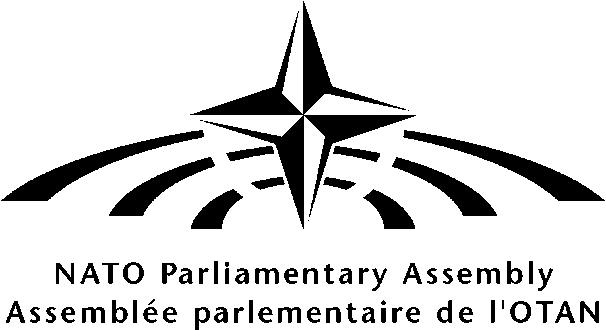 NATO Parliamentary Assembly
Assemblée parlementaire de l'OTAN